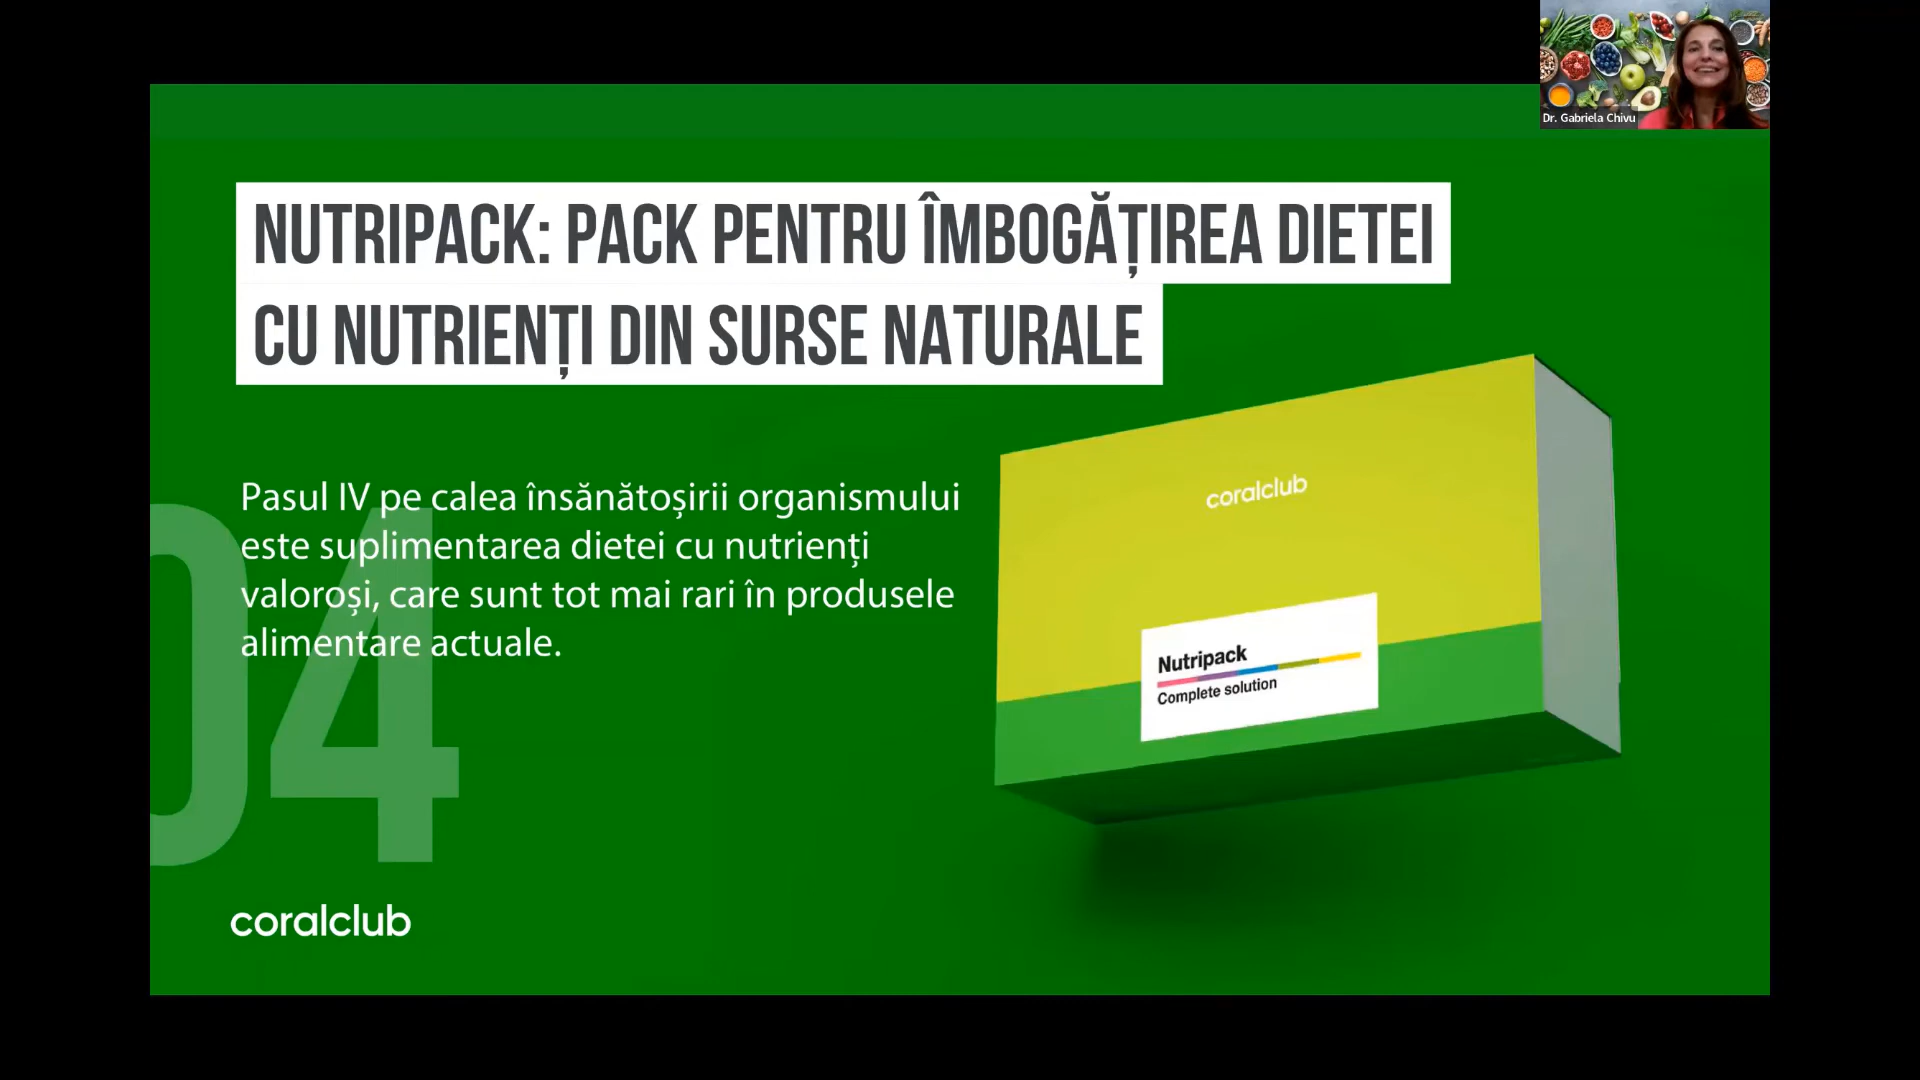 Dr. Gabriela Chivu
NUTRIPACK: PACK PENTRU ÎMBOGĂȚIREA DIETEI
CU NUTRIENȚI DIN SURSE NATURALE
Pasul IV pe calea însănătoșirii organismului
este suplimentarea dietei cu nutrienți
valoroși, care sunt tot mai rari în produsele
alimentare actuale.
04
coralclub
Nutripack
Complete solution
coralclub